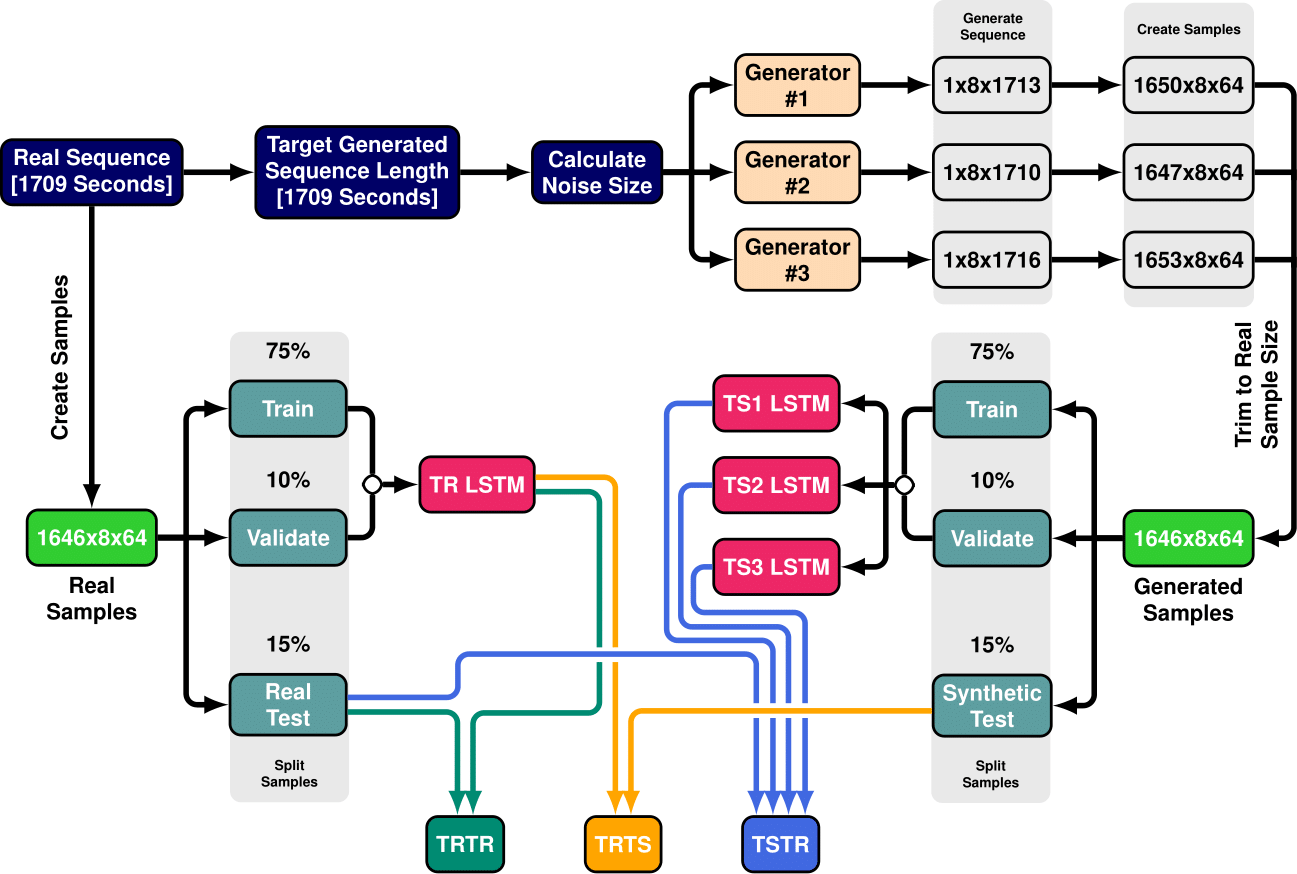 Generate
Sequence
Create Samples
Generator
#1
1x8x1713
1650x8x64
Real Sequence
[1709 Seconds]
Target Generated
Sequence Length
[1709 Seconds]
Calculate
Noise Size
Generator
#2
1x8x1710
1647x8x64
Generator
#3
1x8x1716
1653x8x64
Create Samples
Trim to Real
Sample Size
75%
Train
10%
Validate
15%
Real
Test
Split
Samples
1646x8x64
Real
Samples
TR LSTM
TS1 LSTM
TS2 LSTM
TS3 LSTM
75%
Train
10%
Validate
15%
Synthetic
Test
Split
Samples
1646x8x64
Generated
Samples
TRTR
TRTS
TSTR